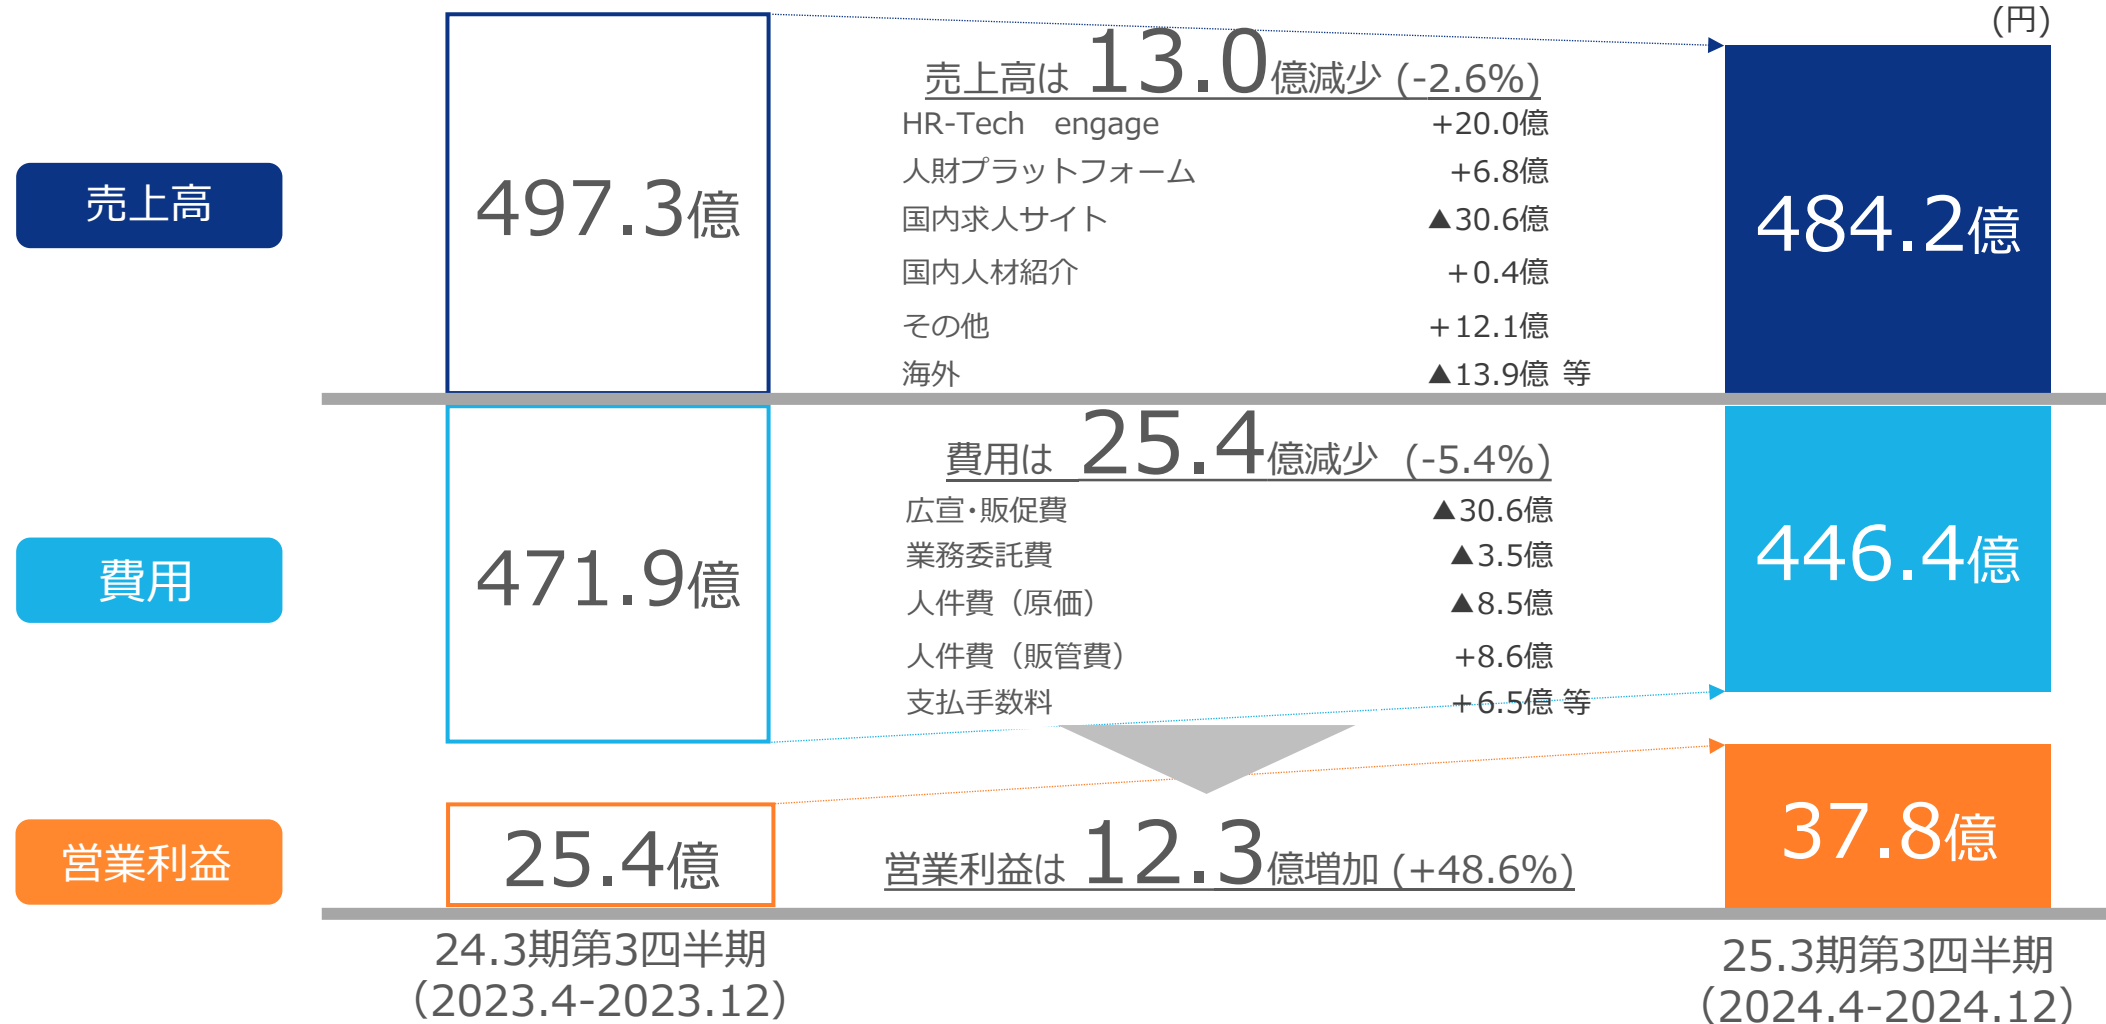 (円)
売上高
497.3億
売上高は 13.0億減少 (-2.6%)
HR-Tech engage +20.0億
人財プラットフォーム +6.8億
国内求人サイト ▲30.6億
国内人材紹介 +0.4億
その他 +12.1億
海外 ▲13.9億 等
484.2億
費用
471.9億
費用は 25.4億減少 (-5.4%)
広宣・販促費 ▲30.6億
業務委託費 ▲3.5億
人件費（原価） ▲8.5億
人件費（販管費） +8.6億
支払手数料 +6.5億 等
446.4億
営業利益
25.4億
営業利益は 12.3億増加 (+48.6%)
37.8億
24.3期第3四半期
（2023.4-2023.12）
25.3期第3四半期
（2024.4-2024.12）